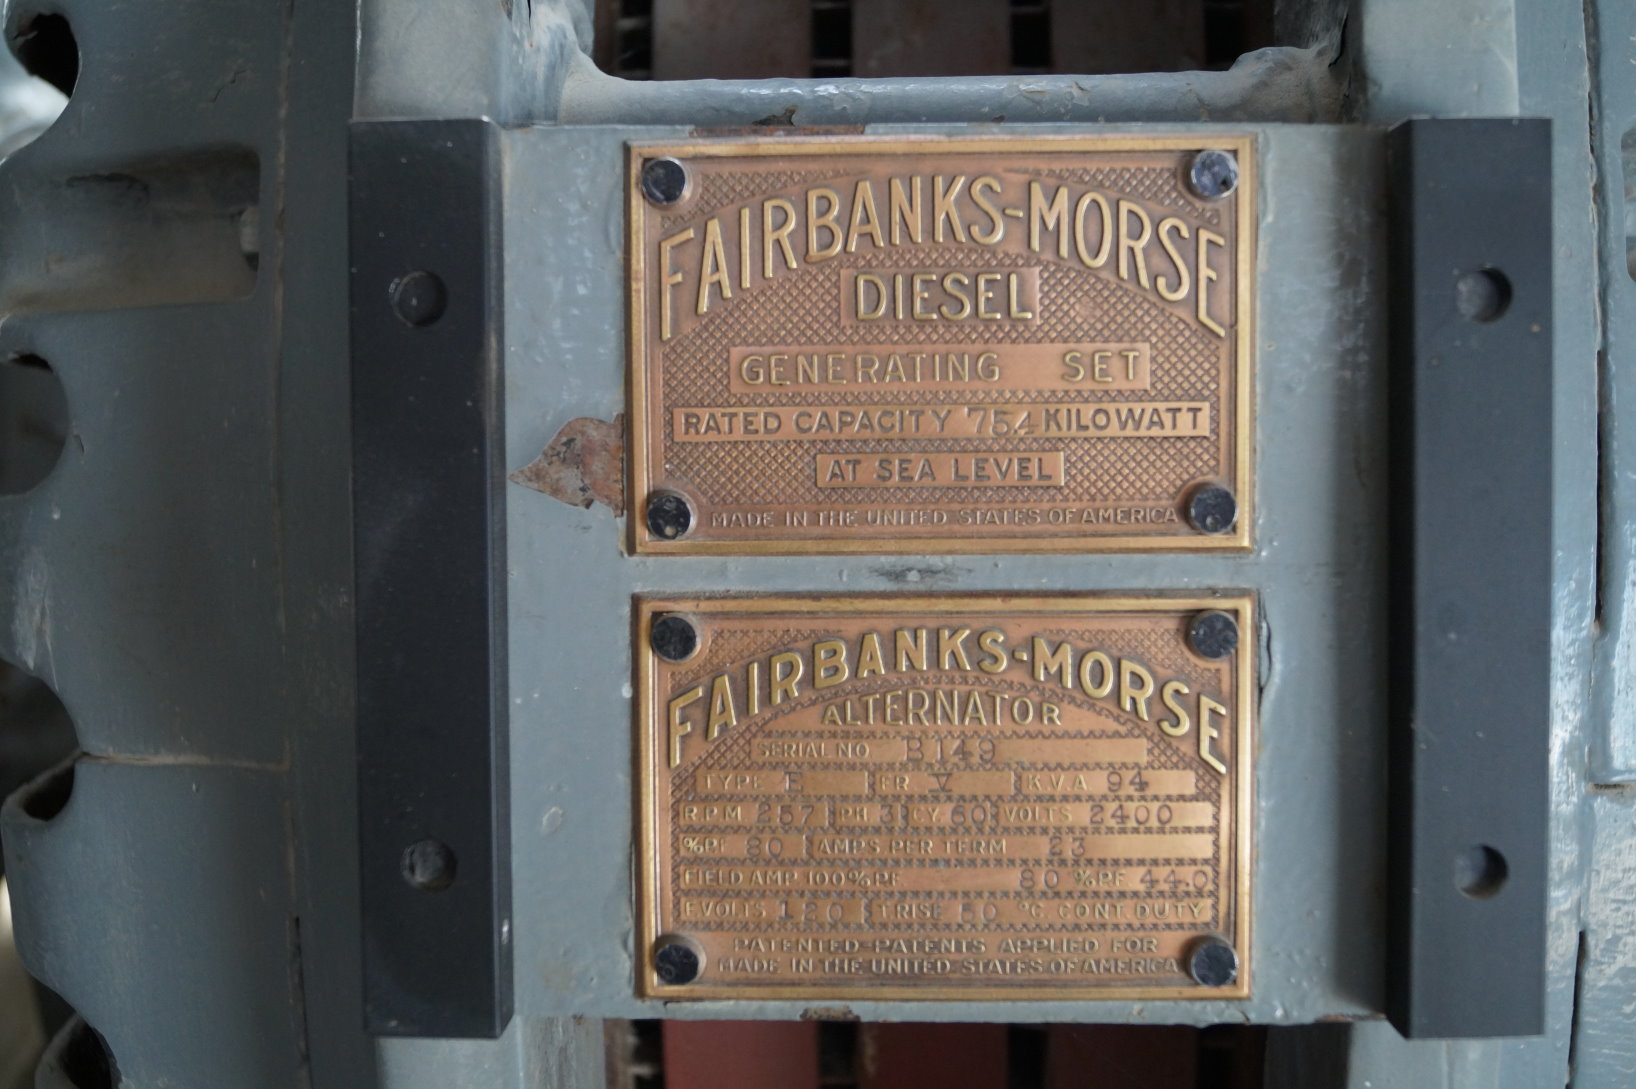 FAIRBANKS-MORSE
DIESEL
GENERATING SET
RATED CAPACITY 75.4 KILOWATT
AT SEA LEVEL
MADE IN THE UNITED STATES OF AMERICA
FAIRBANKS-MORSE
ALTERNATOR
SERIAL NO B149
TYPE E FR. V K.V.A 94
R.P.M. 257 PH. 3 CY. 60 VOLTS 2400
%PF 80 AMPS PER TERM 23
FIELD AMP 100%PF 80 %PF 44.0
E.VOLTS 120 T.RISE 50 °C. CONT. DUTY
PATENTED-PATENTS APPLIED FOR
MADE IN THE UNITED STATES OF AMERICA